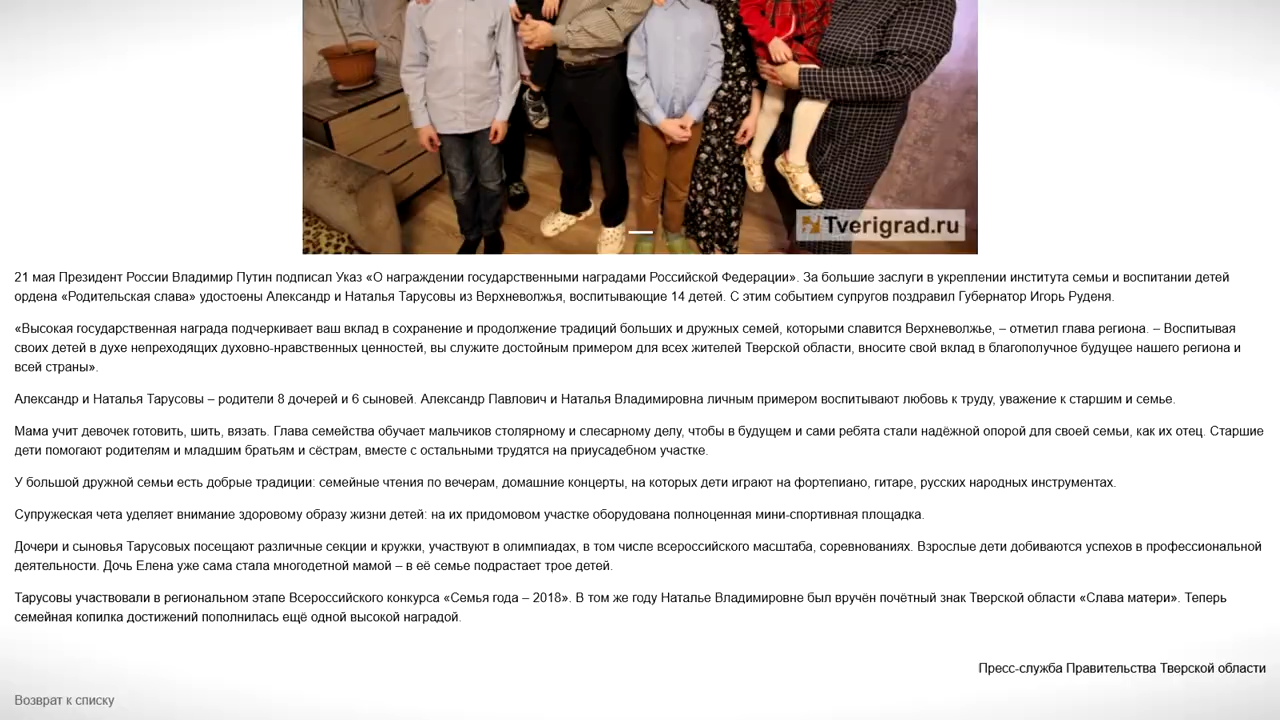 Tverigrad.ru
21 мая Президент России Владимир Путин подписал Указ «О награждении государственными наградами Российской Федерации». За большие заслуги в укреплении института семьи и воспитании детей
ордена «Родительская слава» удостоены Александр и Наталья Тарусовы из Верхневолжья, воспитывающие 14 детей. С этим событием супругов поздравил Губернатор Игорь Руденя.
«Высокая государственная награда подчеркивает ваш вклад в сохранение и продолжение традиций больших и дружных семей, которыми славится Верхневолжье, – отметил глава региона. – Воспитывая
своих детей в духе непреходящих духовно-нравственных ценностей, вы служите достойным примером для всех жителей Тверской области, вносите свой вклад в благополучное будущее нашего региона и
всей страны».
Александр и Наталья Тарусовы – родители 8 дочерей и 6 сыновей. Александр Павлович и Наталья Владимировна личным примером воспитывают любовь к труду, уважение к старшим и семье.
Мама учит девочек готовить, шить, вязать. Глава семейства обучает мальчиков столярному и слесарному делу, чтобы в будущем и сами ребята стали надёжной опорой для своей семьи, как их отец. Старшие
дети помогают родителям и младшим братьям и сёстрам, вместе с остальными трудятся на приусадебном участке.
У большой дружной семьи есть добрые традиции: семейные чтения по вечерам, домашние концерты, на которых дети играют на фортепиано, гитаре, русских народных инструментах.
Супружеская чета уделяет внимание здоровому образу жизни детей: на их придомовом участке оборудована полноценная мини-спортивная площадка.
Дочери и сыновья Тарусовых посещают различные секции и кружки, участвуют в олимпиадах, в том числе всероссийского масштаба, соревнованиях. Взрослые дети добиваются успехов в профессиональной
деятельности. Дочь Елена уже сама стала многодетной мамой – в её семье подрастает трое детей.
Тарусовы участвовали в региональном этапе Всероссийского конкурса «Семья года – 2018». В том же году Наталье Владимировне был вручён почётный знак Тверской области «Слава матери». Теперь
семейная копилка достижений пополнилась ещё одной высокой наградой.
Пресс-служба Правительства Тверской области
Возврат к списку